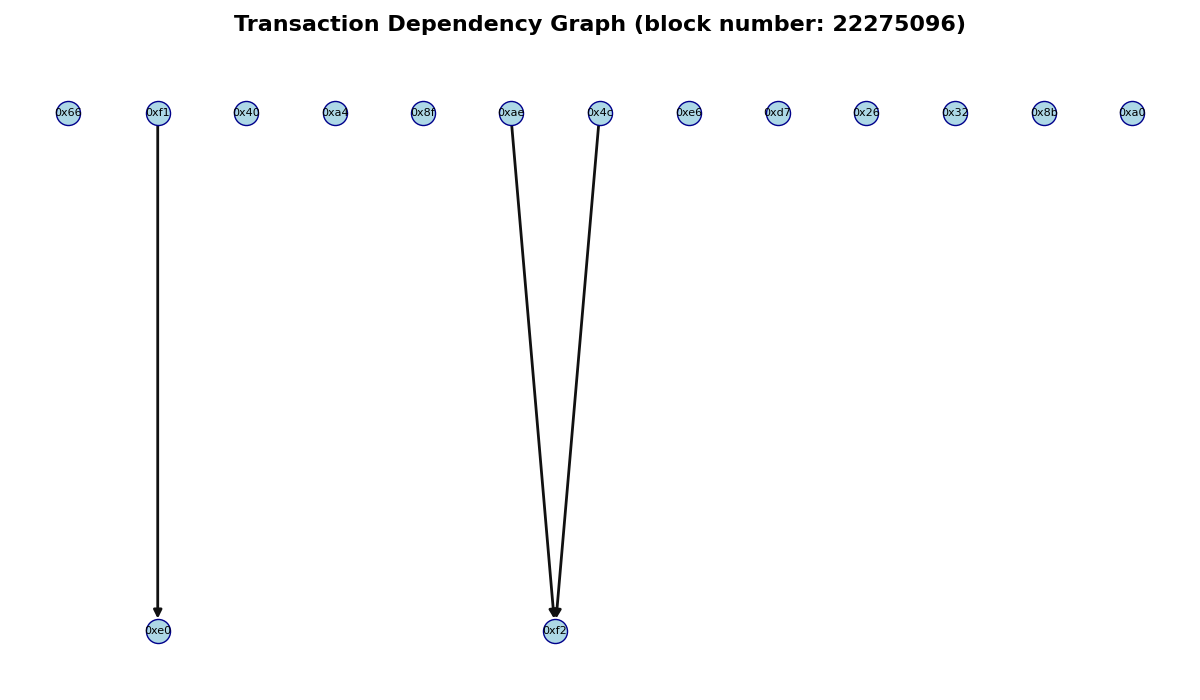 Transaction Dependency Graph (block number: 22275096)
0x66 0xf1 0x40 0xa4 0x8f 0xae 0x4c 0xe6 0xd7 0x26 0x32 0x8b 0xa0
0xe0 0xf2